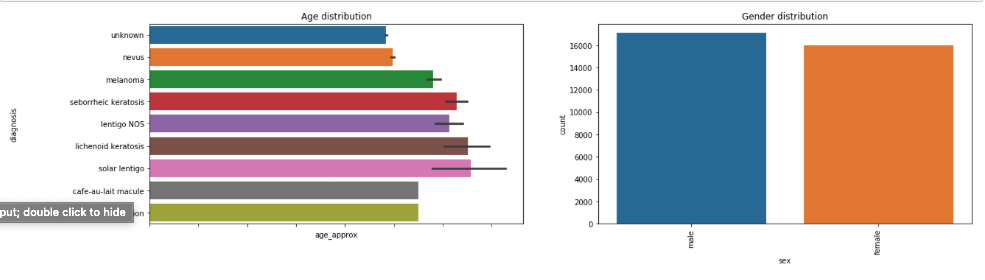 Age distribution
unknown
nevus
melanoma
seborrheic keratosis
lentigo NOS
lichenoid keratosis
solar lentigo
cafe-au-lait macule
diagnosis
age_approx
put; double click to hide
Gender distribution
16000
14000
12000
10000
8000
6000
4000
2000
0
count
male
female
sex